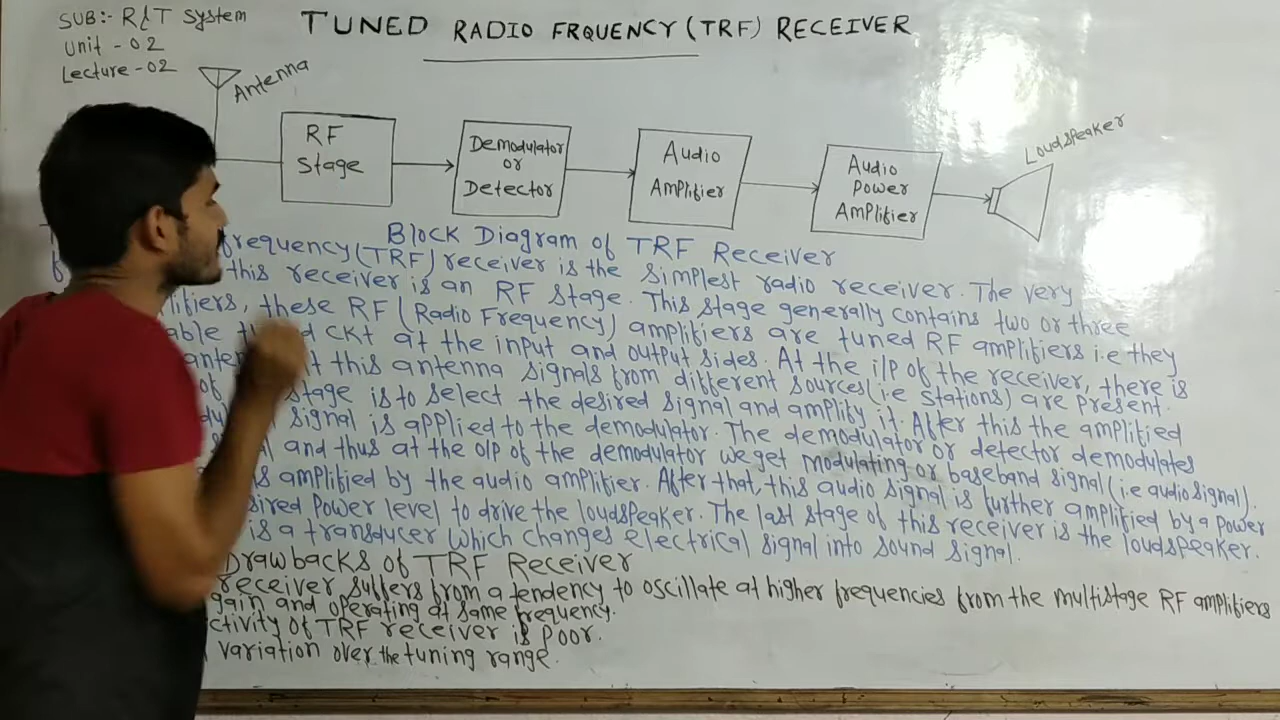 SUB:- R&T System
Unit - 02
Lecture - 02
TUNED RADIO FRQUENCY (TRF) RECEIVER
Antenna
RF Stage
Demodulator or Detector
Audio Amplifier
Audio Power Amplifier
Loudspeaker
Block Diagram of TRF Receiver
frequency (TRF) receiver is the simplest radio receiver. The very
this receiver is an RF stage. This stage generally contains two or three
lifiers, these RF (Radio Frequency) amplifiers are tuned RF amplifiers i.e they
able CKt at the input and output sides. At the i/p of the receiver, there is
anten t this antenna signals from different sources (i.e stations) are present.
of stage is to select the desired signal and amplify it. After this the amplified
signal is applied to the demodulator. The demodulator or detector demodulates
and thus at the o/p of the demodulator we get modulating or baseband signal (i.e audio signal).
is amplified by the audio amplifier. After that, this audio signal is further amplified by a power
sired power level to drive the loudspeaker. The last stage of this receiver is the loudspeaker.
is a transducer which changes electrical signal into sound signal.
Drawbacks of TRF Receiver
receiver suffers from a tendency to oscillate at higher frequencies from the multistage RF amplifiers
gain and operating at same frequency.
ctivity of TRF receiver is poor.
variation over the tuning range.